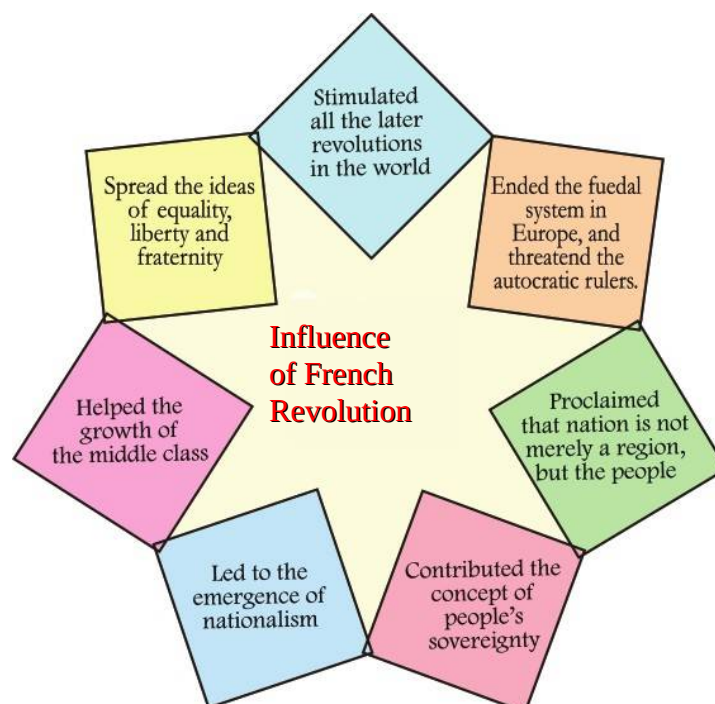 Stimulated
all the later
revolutions
in the world
Ended the fuedal
system in
Europe, and
threatend the
autocratic rulers.
Proclaimed
that nation is not
merely a region,
but the people
Contributed the
concept of
people's
sovereignty
Led to the
emergence of
nationalism
Helped the
growth of
the middle class
Spread the ideas
of equality,
liberty and
fraternity
Influence
of French
Revolution